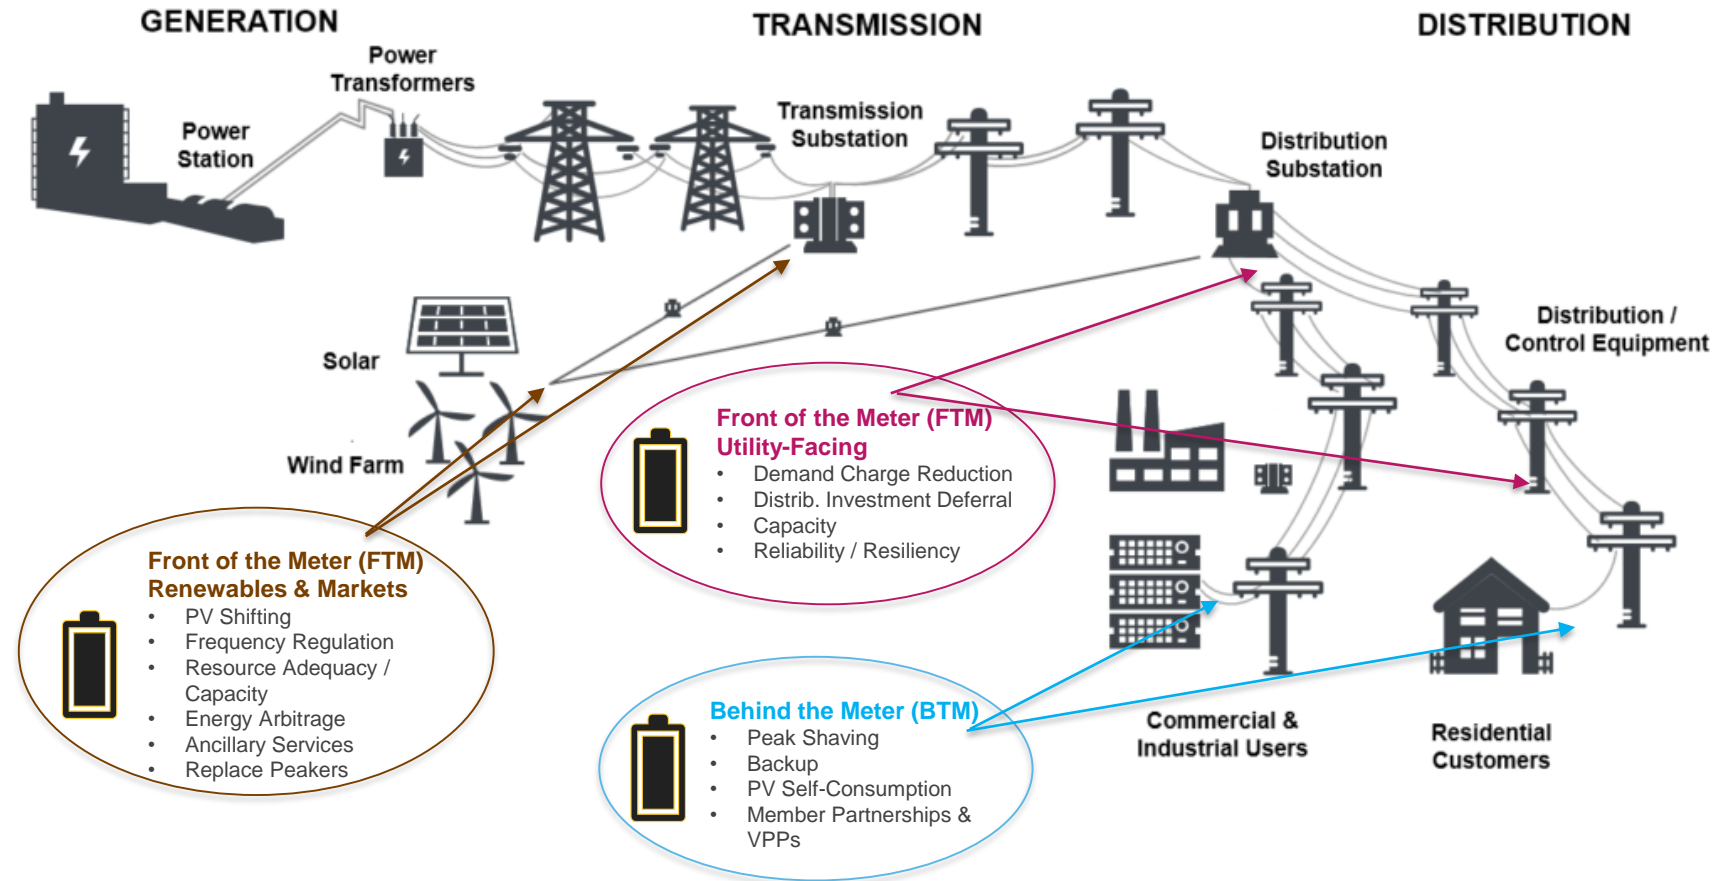 GENERATION
TRANSMISSION
DISTRIBUTION
Power
Transformers
Power
Station
Transmission
Substation
Distribution
Substation
Distribution /
Control Equipment
Solar
Wind Farm
Front of the Meter (FTM)
Utility-Facing
• Demand Charge Reduction
• Distrib. Investment Deferral
• Capacity
• Reliability / Resiliency
Front of the Meter (FTM)
Renewables & Markets
• PV Shifting
• Frequency Regulation
• Resource Adequacy /
Capacity
• Energy Arbitrage
• Ancillary Services
• Replace Peakers
Behind the Meter (BTM)
• Peak Shaving
• Backup
• PV Self-Consumption
• Member Partnerships &
VPPs
Commercial &
Industrial Users
Residential
Customers